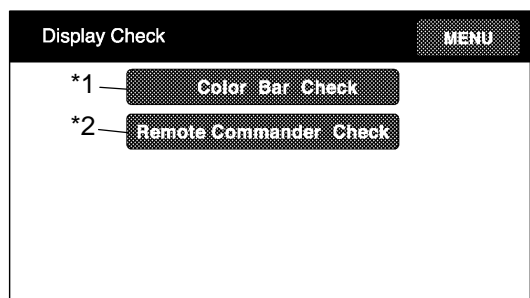 Display Check
MENU
*1 Color Bar Check
*2 Remote Commander Check